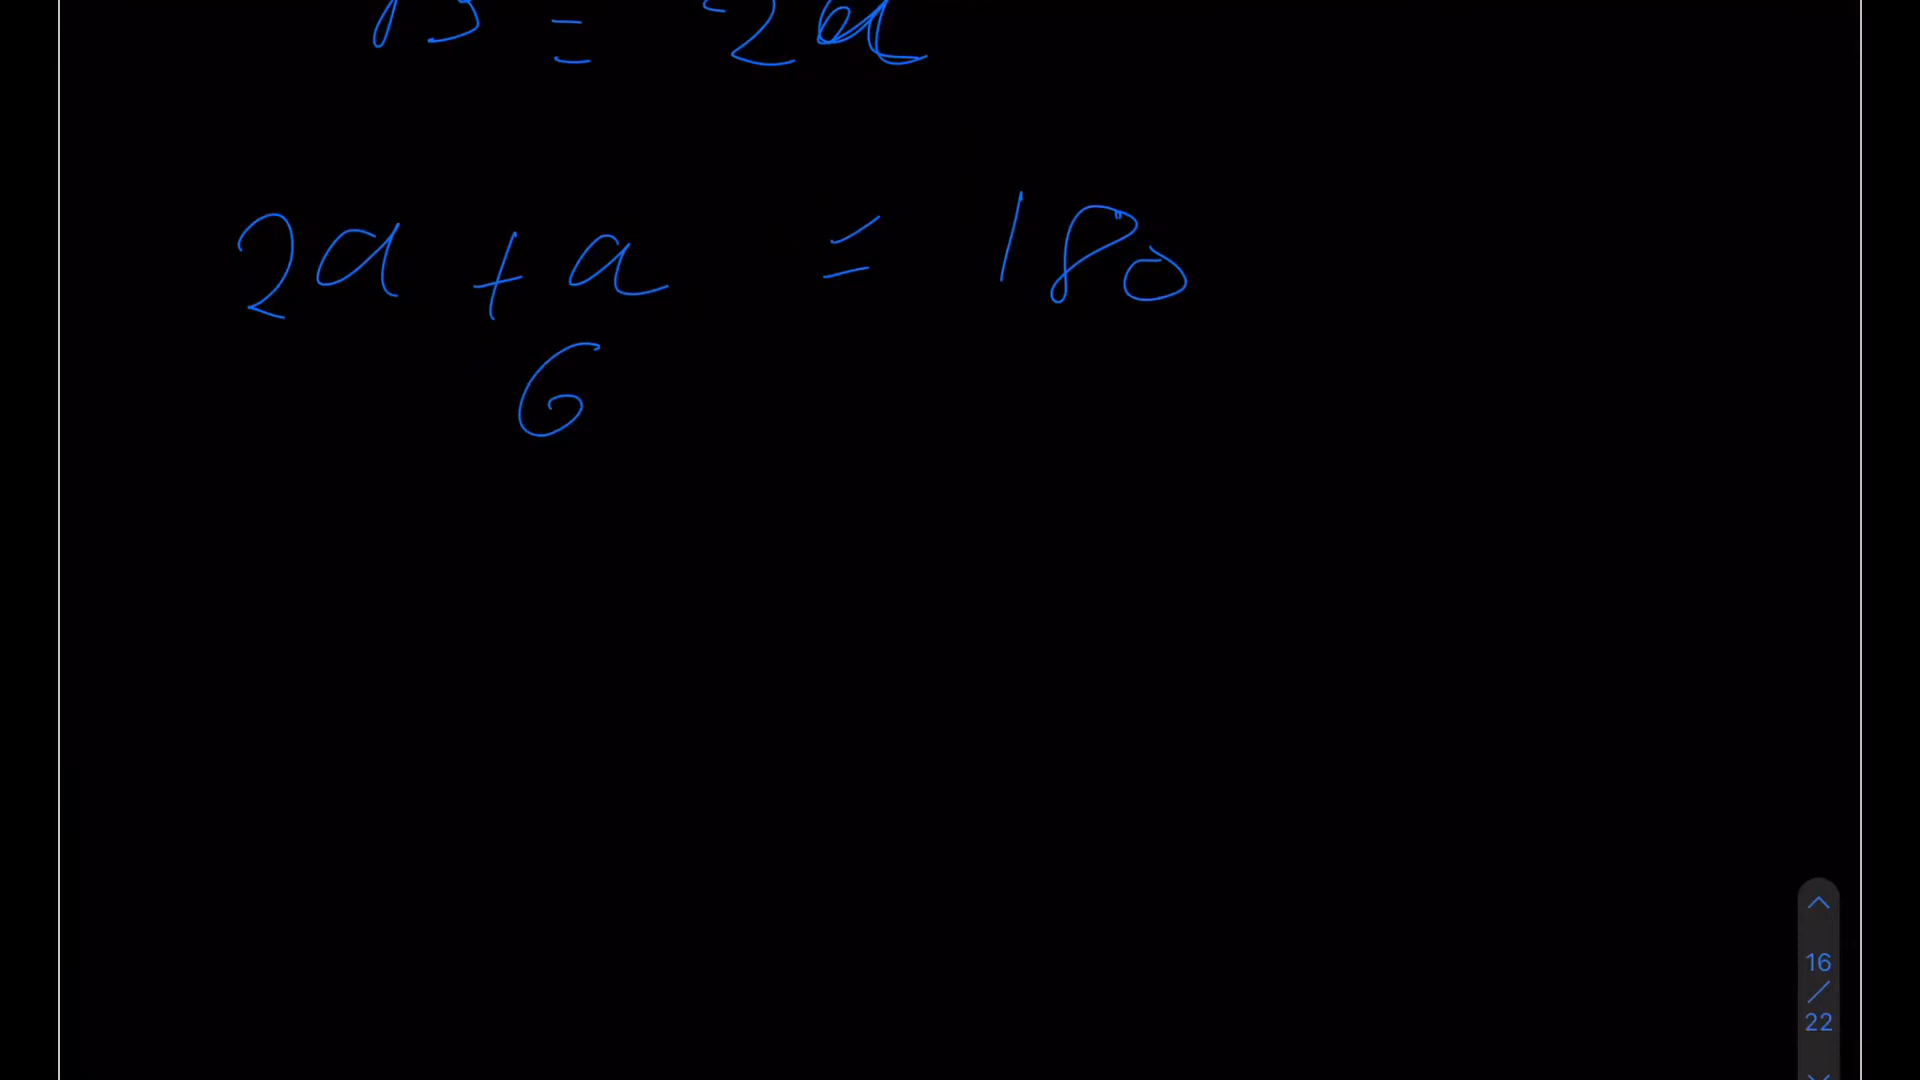 = 2a
2a + a = 180
6
16
/
22